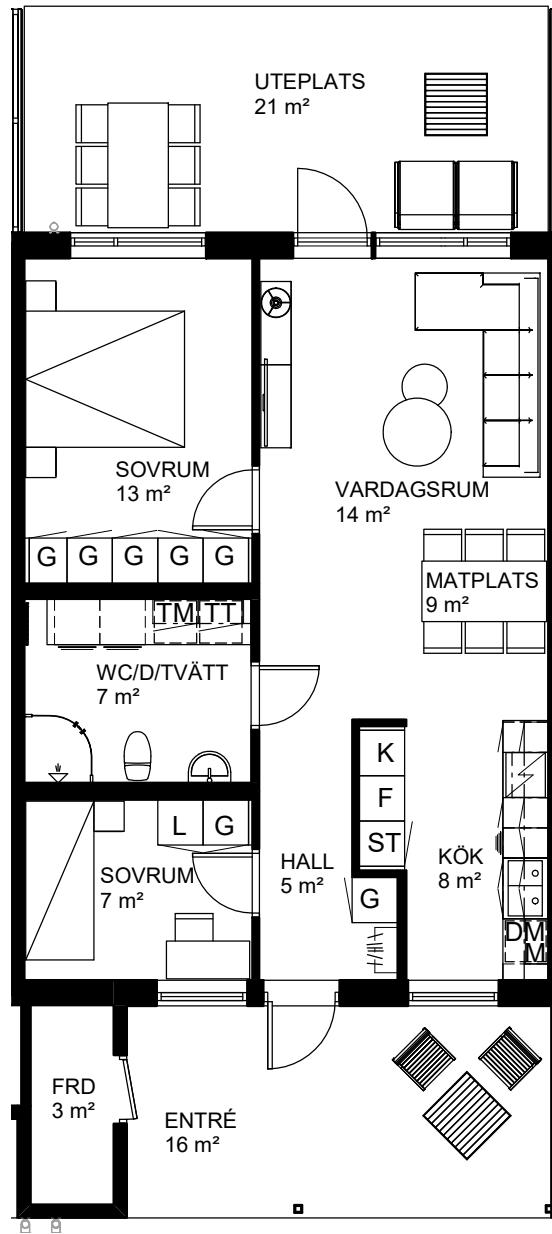 UTEPLATS
21 m²
SOVRUM
13 m²
VARDAGSRUM
14 m²
G G G G G
MATPLATS
9 m²
TM TT
WC/D/TVÄTT
7 m²
K
F
ST
L G
SOVRUM
7 m²
HALL
5 m²
KÖK
8 m²
G
DM
M
FRD
3 m²
ENTRÉ
16 m²